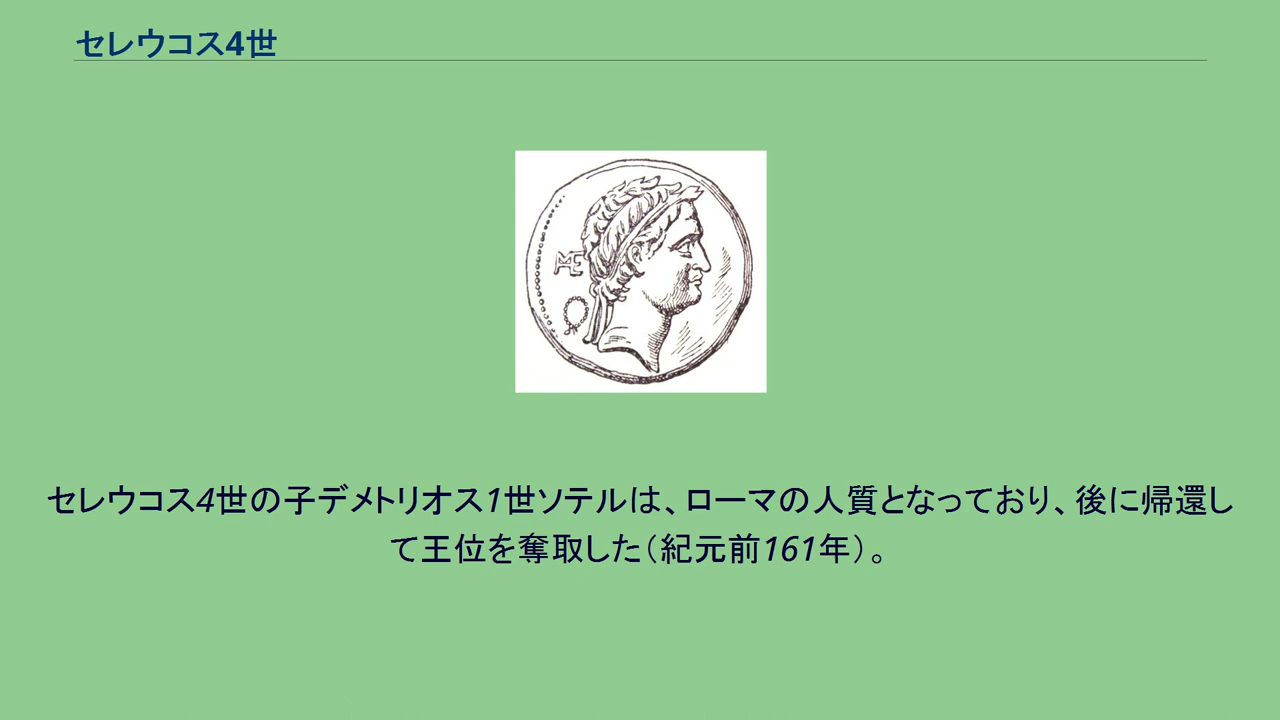 セレウコス4世
セレウコス4世の子デメトリオス1世ソテルは、ローマの人質となっており、後に帰還し
て王位を奪取した（紀元前161年）。